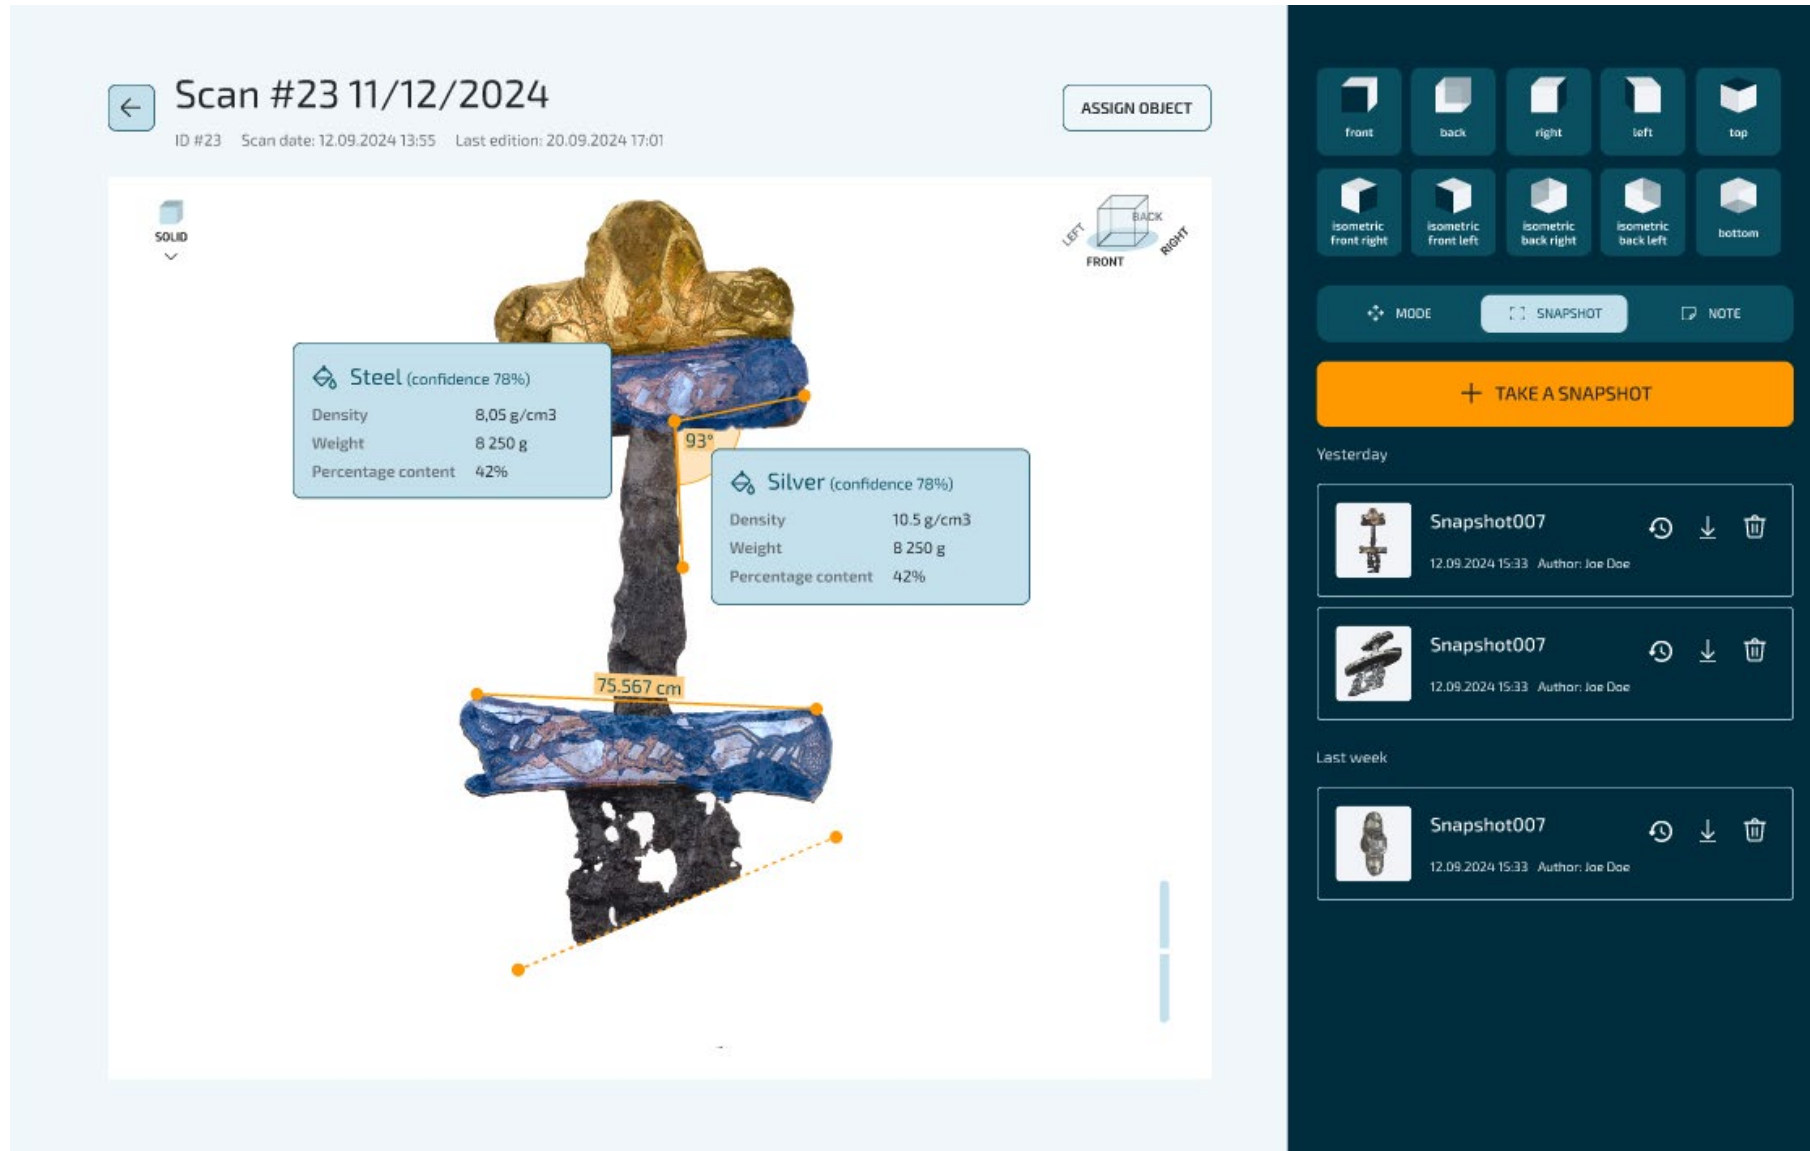 Scan #23 11/12/2024
ASSIGN OBJECT
ID #23 Scan date: 12.09.2024 13:55 Last edition: 20.09.2024 17:01
SOLID
LEFT
BACK
RIGHT
FRONT
Steel (confidence 78%)
Density 8,05 g/cm3
Weight 8 250 g
Percentage content 42%
93°
Silver (confidence 78%)
Density 10.5 g/cm3
Weight 8 250 g
Percentage content 42%
75.567 cm
front back right left top
isometric front right
isometric front left
isometric back right
isometric back left
bottom
MODE SNAPSHOT NOTE
+ TAKE A SNAPSHOT
Yesterday
Snapshot007
12.09.2024 15:33 Author: Joe Doe
Snapshot007
12.09.2024 15:33 Author: Joe Doe
Last week
Snapshot007
12.09.2024 15:33 Author: Joe Doe